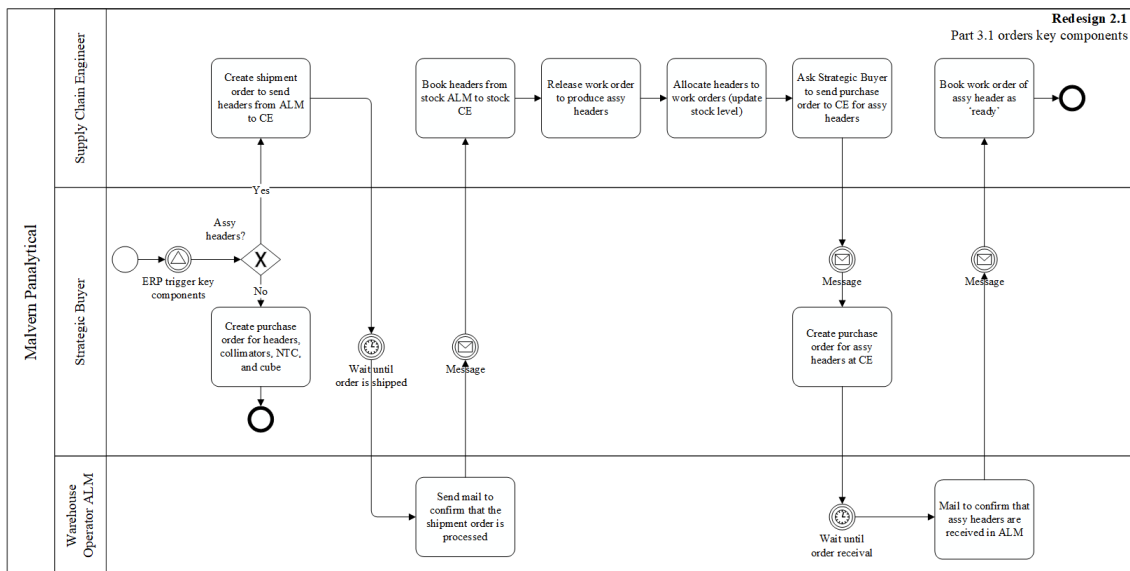 Redesign 2.1
Part 3.1 orders key components
Malvern Panalytical
Supply Chain Engineer
Create shipment
order to send
headers from ALM
to CE
Book headers from
stock ALM to stock
CE
Release work order
to produce assy
headers
Allocate headers to
work orders (update
stock level)
Ask Strategic Buyer
to send purchase
order to CE for assy
headers
Book work order of
assy header as
‘ready’
Yes
Strategic Buyer
Assy
headers?
X
ERP trigger key
components
No
Message
Message
Create purchase
order for headers,
collimators, NTC,
and cube
Wait until
order is shipped
Message
Create purchase
order for assy
headers at CE
Warehouse
Operator ALM
Send mail to
confirm that the
shipment order is
processed
Wait until
order receival
Mail to confirm that
assy headers are
received in ALM